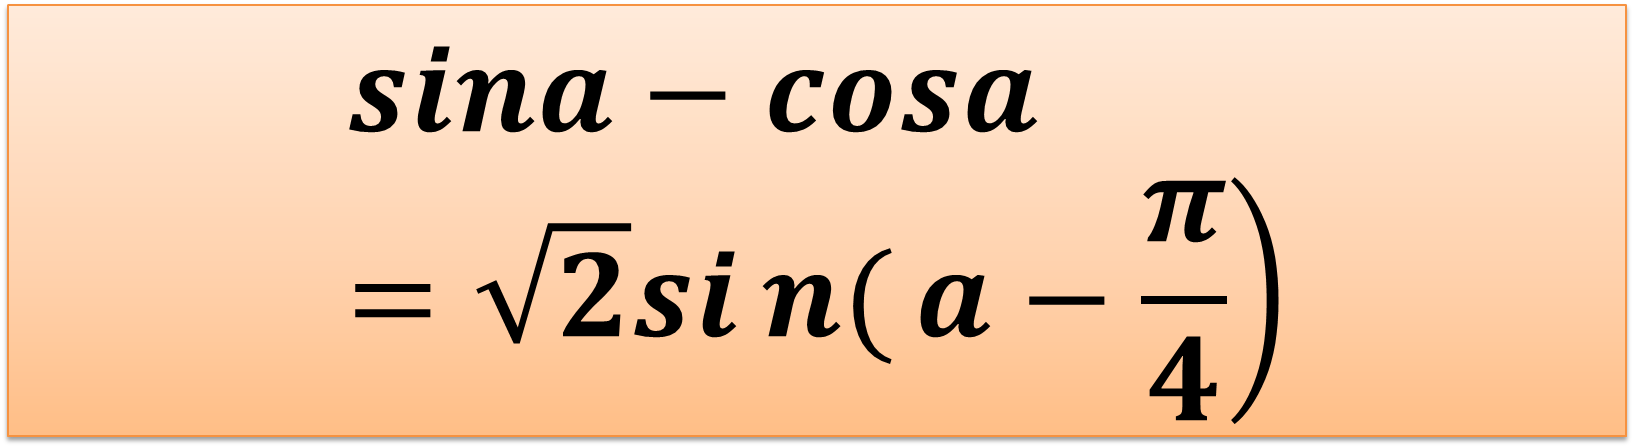 sina − cosa
= √2sin( a − π/4)